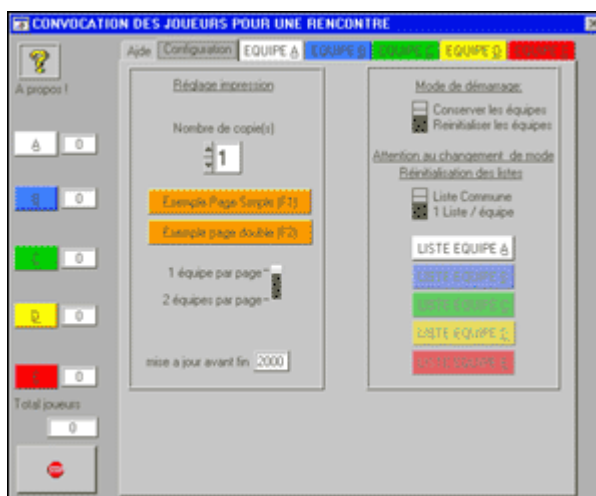 CONVOCATION DES JOUEURS POUR UNE RENCONTRE
Aide Configuration EQUIPE A EQUIPE B EQUIPE C EQUIPE D
A propos !
A 0
B 0
C 0
D 0
0
Total joueurs
0
Réglage impression
Nombre de copie(s)
1
Exemple Page Simple (F1)
Exemple page double (F2)
1 équipe par page
2 équipes par page
mise a jour avant fin 2000
Mode de démarrage:
Conserver les équipes
Reinitialiser les équipes
Attention au changement de mode
Réinitialisation des listes
Liste Commune
1 Liste / équipe
LISTE EQUIPE A
LISTE EQUIPE B
LISTE EQUIPE
LISTE EQUIPE
LISTE EQUIPE